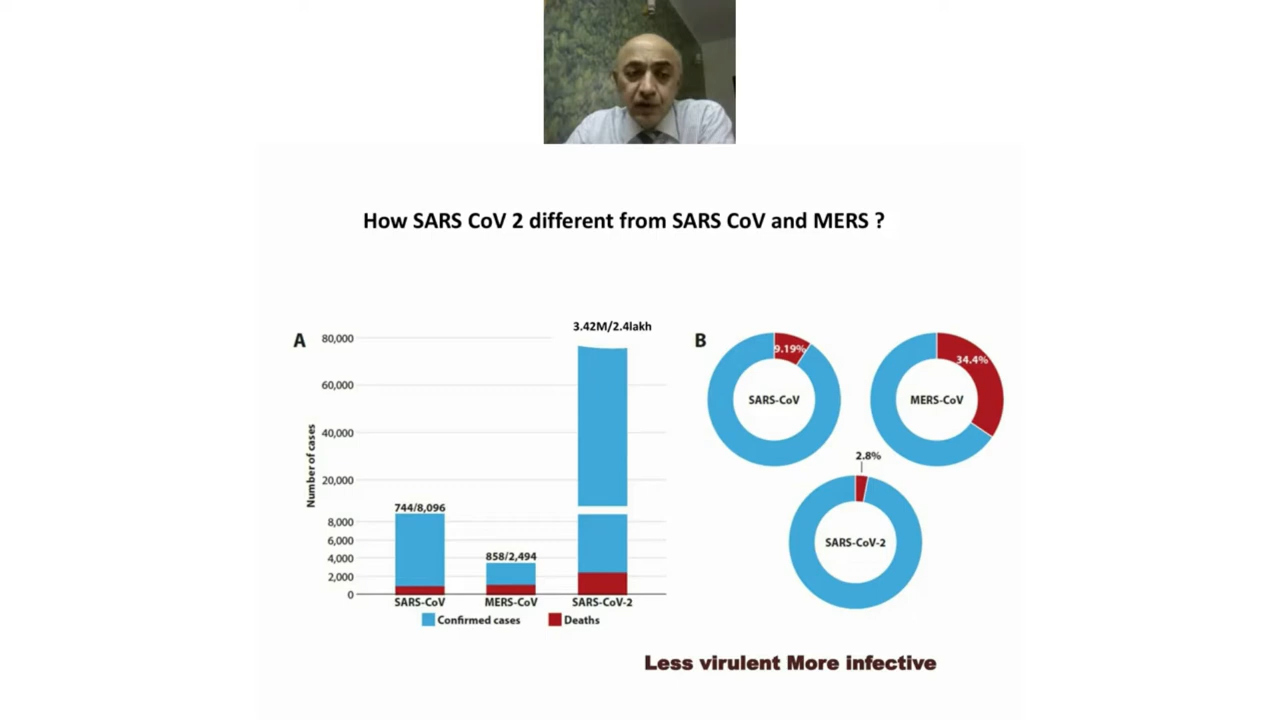 How SARS CoV 2 different from SARS CoV and MERS ?
A
3.42M/2.4lakh
80,000
60,000
40,000
20,000
8,000
6,000
4,000
2,000
0
Number of cases
744/8,096
858/2,494
SARS-CoV
MERS-CoV
SARS-CoV-2
Confirmed cases
Deaths
B
9.19%
SARS-CoV
34.4%
MERS-CoV
2.8%
SARS-CoV-2
Less virulent More infective